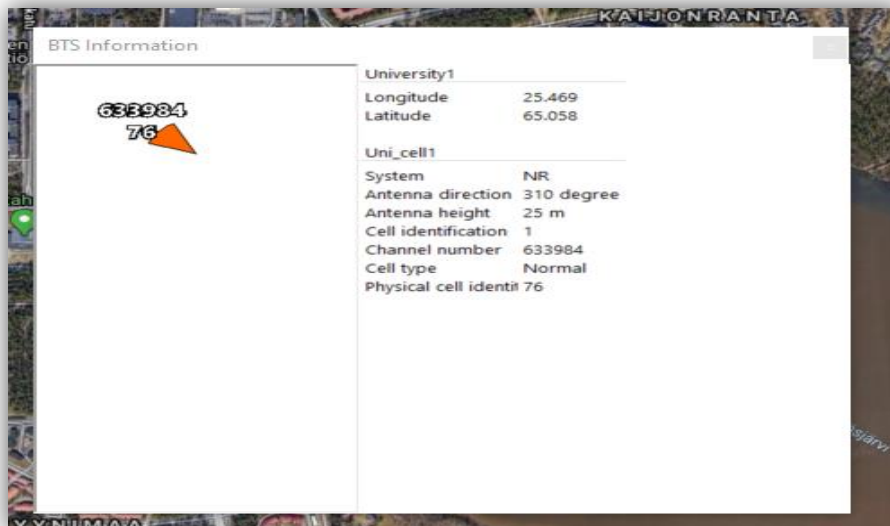 KAIJONRANTA
BTS Information
633984
76
University1
Longitude 25.469
Latitude 65.058
Uni_cell1
System NR
Antenna direction 310 degree
Antenna height 25 m
Cell identification 1
Channel number 633984
Cell type Normal
Physical cell identi 76